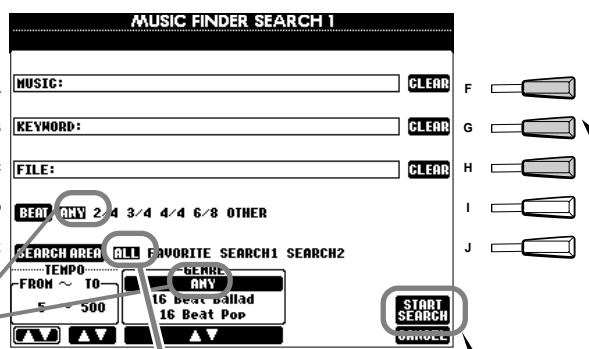 MUSIC FINDER SEARCH 1
MUSIC: CLEAR F
KEYWORD: CLEAR G
FILE: CLEAR H
BEAT ANY 2/4 3/4 4/4 6/8 OTHER I
SEARCH AREA ALL FAVORITE SEARCH1 SEARCH2 J
TEMPO GENRE
FROM ~ TO ANY
5 ~ 500 16 Beat Ballad
16 Beat Pop
START
SEARCH
CANCEL